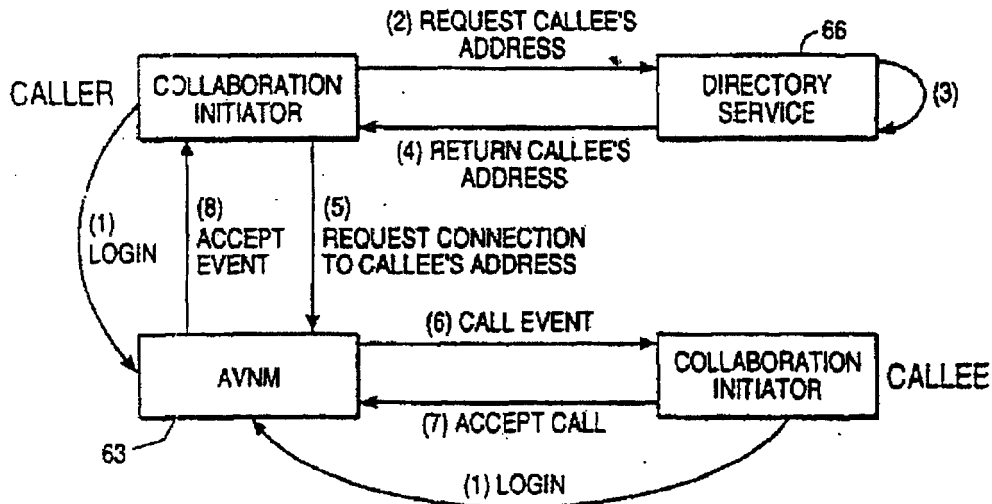 (2) REQUEST CALLEE'S
ADDRESS
66
CALLER
COLLABORATION
INITIATOR
DIRECTORY
SERVICE
(3)
(4) RETURN CALLEE'S
ADDRESS
(1)
LOGIN
(8)
ACCEPT
EVENT
(5)
REQUEST CONNECTION
TO CALLEE'S ADDRESS
(6) CALL EVENT
AVNM
COLLABORATION
INITIATOR
CALLEE
(7) ACCEPT CALL
63
(1) LOGIN